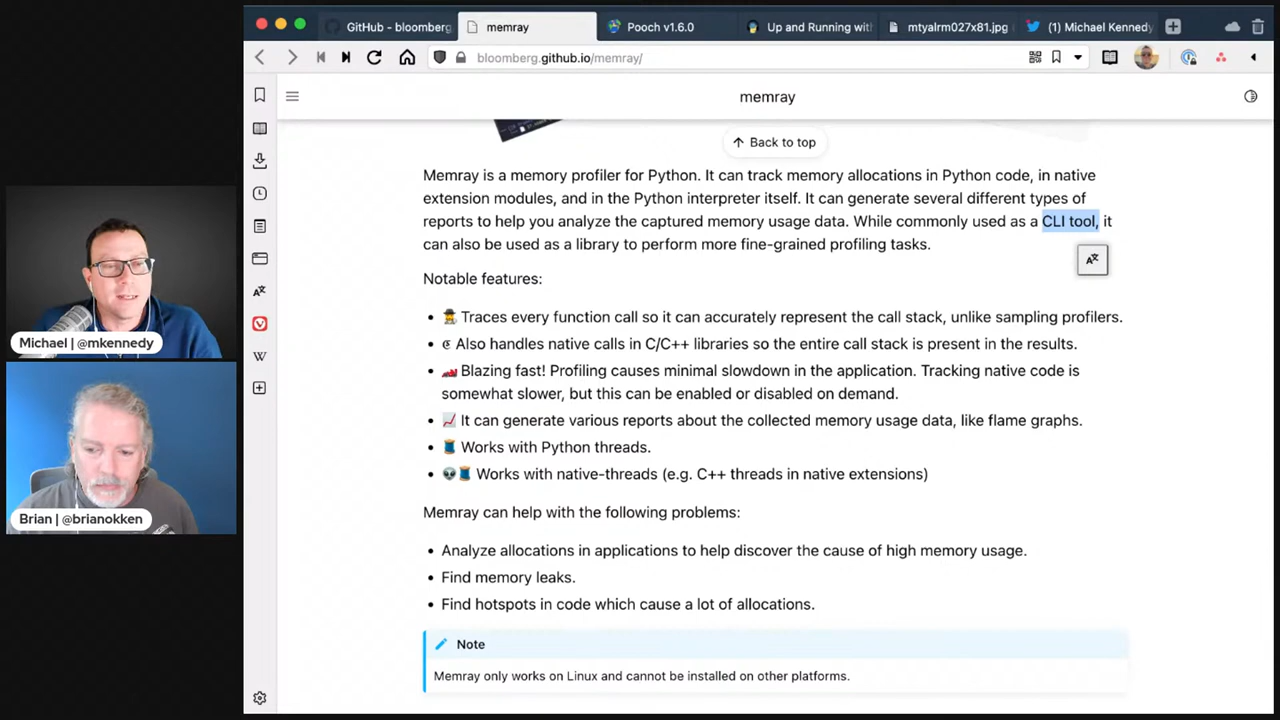 GitHub - bloomberg
memray
Pooch v1.6.0
Up and Running wit
mtyalrm027x81.jpg
(1) Michael Kennedy
bloomberg.github.io/memray/
memray
Back to top
Memray is a memory profiler for Python. It can track memory allocations in Python code, in native
extension modules, and in the Python interpreter itself. It can generate several different types of
reports to help you analyze the captured memory usage data. While commonly used as a CLI tool, it
can also be used as a library to perform more fine-grained profiling tasks.
Notable features:
• 🕵️ Traces every function call so it can accurately represent the call stack, unlike sampling profilers.
• ℭ Also handles native calls in C/C++ libraries so the entire call stack is present in the results.
• 🏎 Blazing fast! Profiling causes minimal slowdown in the application. Tracking native code is
somewhat slower, but this can be enabled or disabled on demand.
• 📈 It can generate various reports about the collected memory usage data, like flame graphs.
• 🧵 Works with Python threads.
• 👽🧵 Works with native-threads (e.g. C++ threads in native extensions)
Memray can help with the following problems:
• Analyze allocations in applications to help discover the cause of high memory usage.
• Find memory leaks.
• Find hotspots in code which cause a lot of allocations.
Note
Memray only works on Linux and cannot be installed on other platforms.
Michael | @mkennedy
Brian | @brianokken
W